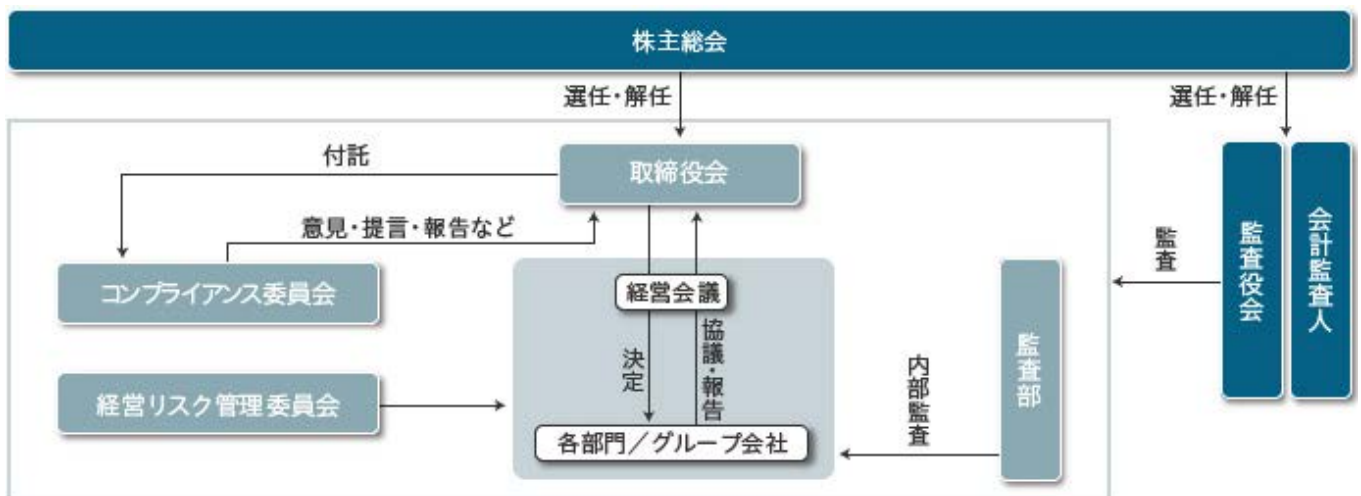 株主総会
選任・解任
選任・解任
付託
取締役会
意見・提言・報告など
コンプライアンス委員会
経営会議
決定
協議・報告
経営リスク管理委員会
各部門／グループ会社
内部監査
監査部
監査
監査役会
会計監査人